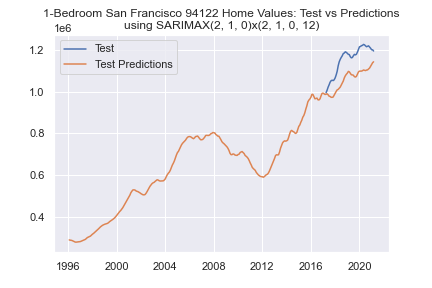 1-Bedroom San Francisco 94122 Home Values: Test vs Predictions
using SARIMAX(2, 1, 0)x(2, 1, 0, 12)
1e6
Test
Test Predictions
1.2
1.0
0.8
0.6
0.4
1996 2000 2004 2008 2012 2016 2020